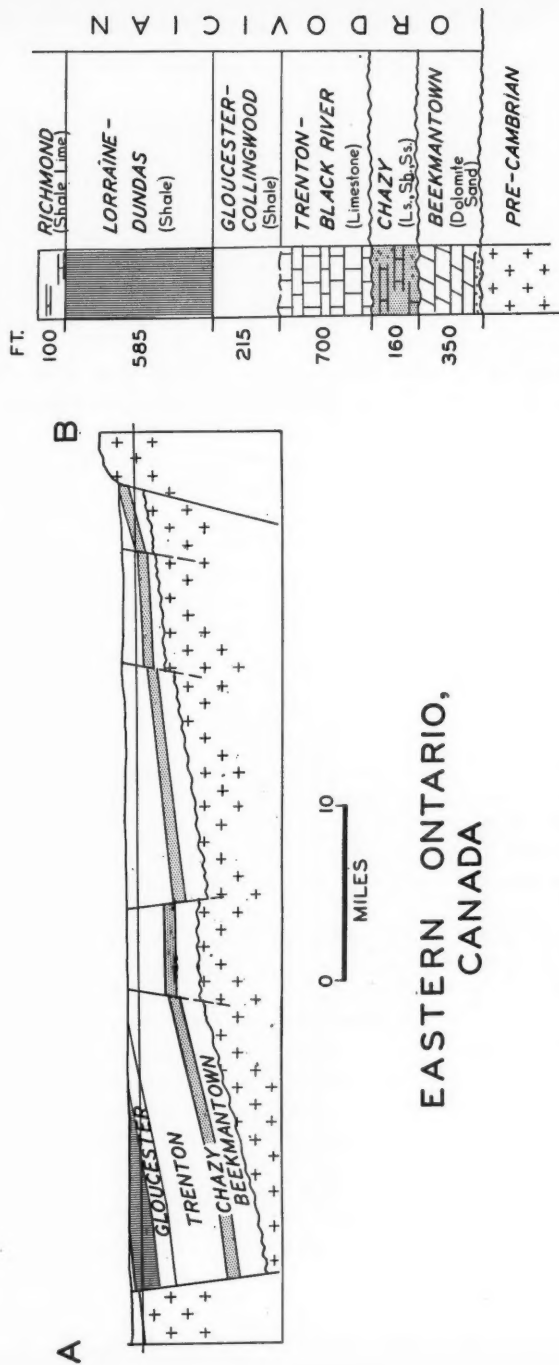 A
B
GLOUCESTER
TRENTON
CHAZY
BEEKMANTOWN
0 10
MILES
EASTERN ONTARIO,
CANADA
FT.
100
RICHMOND
(Shale, Lime)
585
LORRAINE-
DUNDAS
(Shale)
215
GLOUCESTER-
COLLINGWOOD
(Shale)
700
TRENTON-
BLACK RIVER
(Limestone)
160
CHAZY
(Ls., Sh., Ss.)
350
BEEKMANTOWN
(Dolomite
Sand)
PRE-CAMBRIAN
ORDOVICIAN